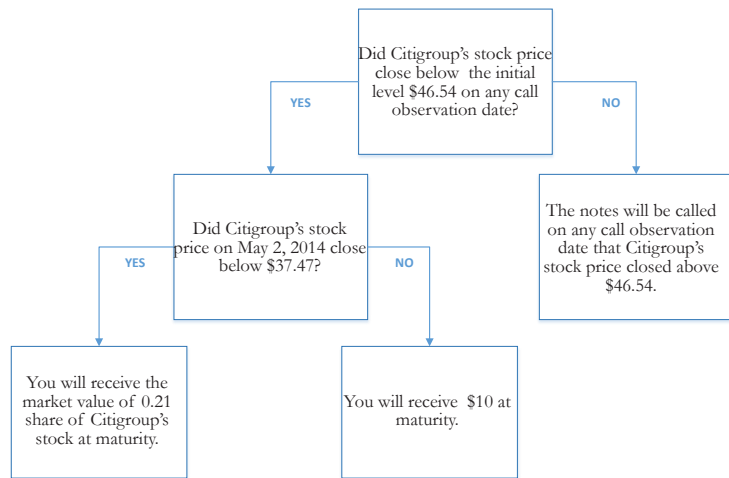 Did Citigroup's stock price
close below the initial
level $46.54 on any call
observation date?
YES
NO
Did Citigroup's stock
price on May 2, 2014 close
below $37.47?
The notes will be called
on any call observation
date that Citigroup's
stock price closed above
$46.54.
YES
NO
You will receive the
market value of 0.21
share of Citigroup's
stock at maturity.
You will receive $10 at
maturity.